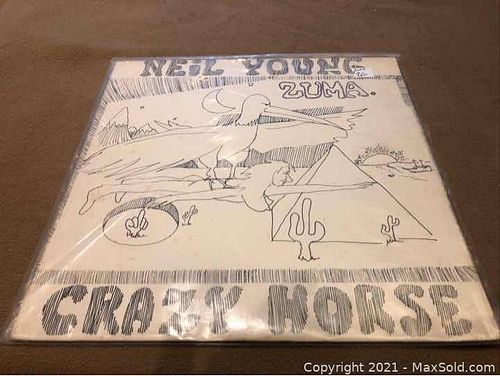 NEIL YOUNG
ZUMA.
CRAZY HORSE
Copyright 2021 - MaxSold.com